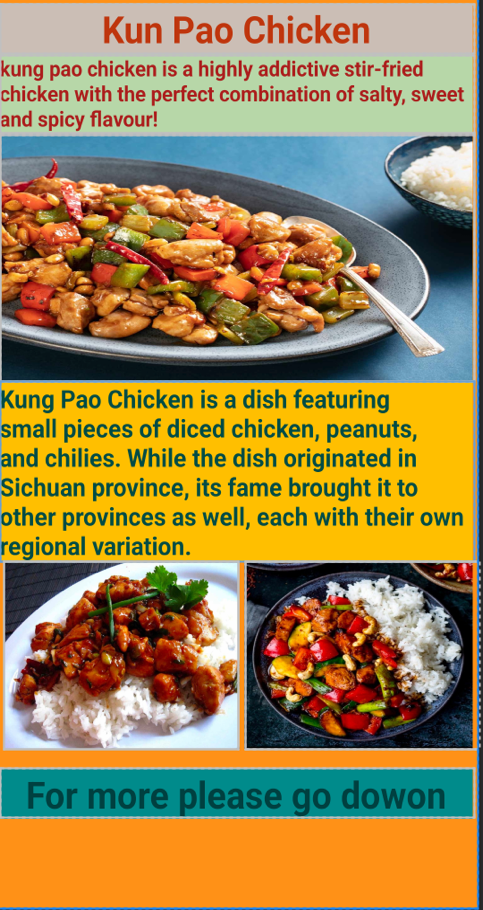 Kun Pao Chicken
kung pao chicken is a highly addictive stir-fried
chicken with the perfect combination of salty, sweet
and spicy flavour!
Kung Pao Chicken is a dish featuring
small pieces of diced chicken, peanuts,
and chilies. While the dish originated in
Sichuan province, its fame brought it to
other provinces as well, each with their own
regional variation.
For more please go dowon